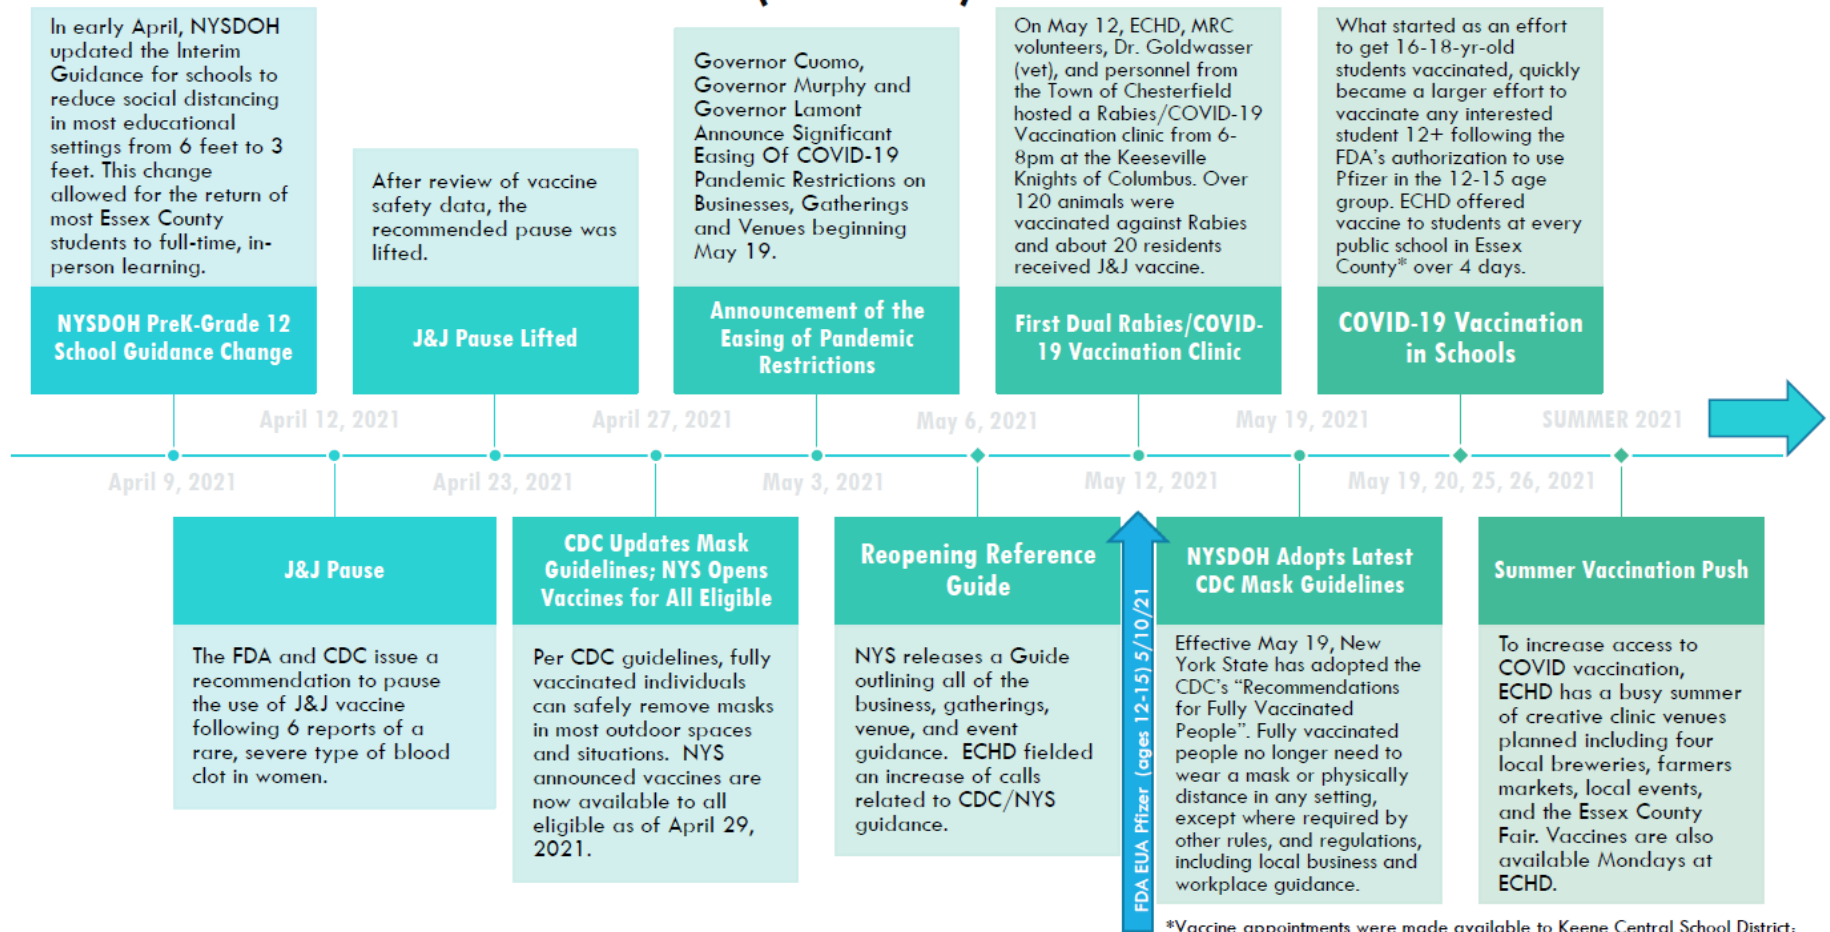 In early April, NYSDOH
updated the Interim
Guidance for schools to
reduce social distancing
in most educational
settings from 6 feet to 3
feet. This change
allowed for the return of
most Essex County
students to full-time, in-
person learning.
NYSDOH PreK-Grade 12
School Guidance Change
After review of vaccine
safety data, the
recommended pause was
lifted.
J&J Pause Lifted
Governor Cuomo,
Governor Murphy and
Governor Lamont
Announce Significant
Easing Of COVID-19
Pandemic Restrictions on
Businesses, Gatherings
and Venues beginning
May 19.
Announcement of the
Easing of Pandemic
Restrictions
On May 12, ECHD, MRC
volunteers, Dr. Goldwasser
(vet), and personnel from
the Town of Chesterfield
hosted a Rabies/COVID-19
Vaccination clinic from 6-
8pm at the Keeseville
Knights of Columbus. Over
120 animals were
vaccinated against Rabies
and about 20 residents
received J&J vaccine.
First Dual Rabies/COVID-
19 Vaccination Clinic
What started as an effort
to get 16-18-yr-old
students vaccinated, quickly
became a larger effort to
vaccinate any interested
student 12+ following the
FDA's authorization to use
Pfizer in the 12-15 age
group. ECHD offered
vaccine to students at every
public school in Essex
County* over 4 days.
COVID-19 Vaccination
in Schools
April 12, 2021
April 27, 2021
May 6, 2021
May 19, 2021
SUMMER 2021
April 9, 2021
April 23, 2021
May 3, 2021
May 12, 2021
May 19, 20, 25, 26, 2021
J&J Pause
The FDA and CDC issue a
recommendation to pause
the use of J&J vaccine
following 6 reports of a
rare, severe type of blood
clot in women.
CDC Updates Mask
Guidelines; NYS Opens
Vaccines for All Eligible
Per CDC guidelines, fully
vaccinated individuals
can safely remove masks
in most outdoor spaces
and situations. NYS
announced vaccines are
now available to all
eligible as of April 29,
2021.
Reopening Reference
Guide
NYS releases a Guide
outlining all of the
business, gatherings,
venue, and event
guidance. ECHD fielded
an increase of calls
related to CDC/NYS
guidance.
FDA EUA Pfizer (ages 12-15) 5/10/21
NYSDOH Adopts Latest
CDC Mask Guidelines
Effective May 19, New
York State has adopted the
CDC's "Recommendations
for Fully Vaccinated
People". Fully vaccinated
people no longer need to
wear a mask or physically
distance in any setting,
except where required by
other rules, and regulations,
including local business and
workplace guidance.
Summer Vaccination Push
To increase access to
COVID vaccination,
ECHD has a busy summer
of creative clinic venues
planned including four
local breweries, farmers
markets, local events,
and the Essex County
Fair. Vaccines are also
available Mondays at
ECHD.
*Vaccine appointments were made available to Keene Central School District;